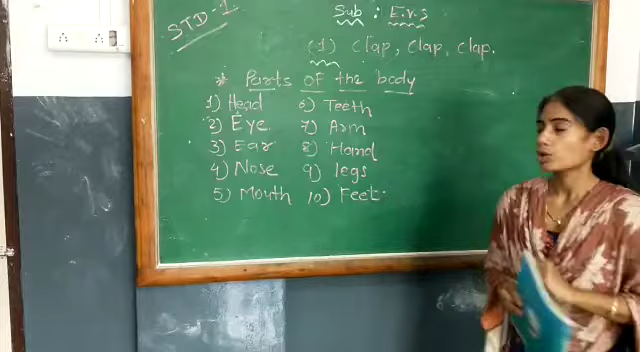 STD-1
Sub : E.v.s
(1) Clap, Clap, Clap.
* Parts of the body
1) Head 6) Teeth
2) Eye 7) Arm
3) Ear 8) Hand
4) Nose 9) legs
5) Mouth 10) Feet